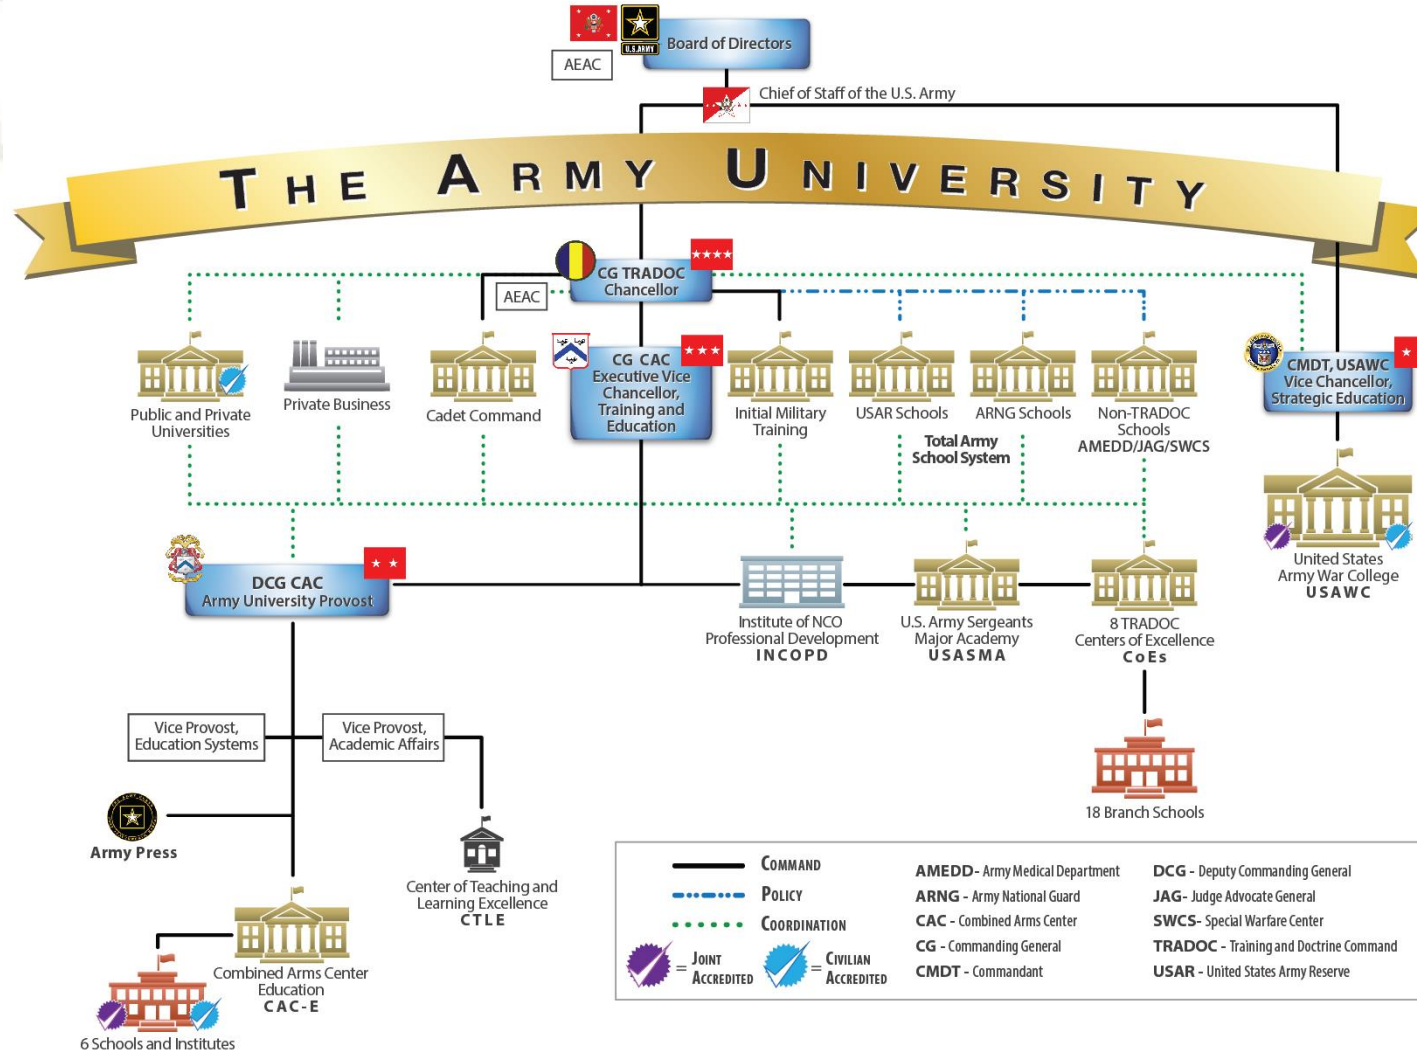 Board of Directors
U.S.ARMY
AEAC
Chief of Staff of the U.S. Army
THE ARMY UNIVERSITY
CG TRADOC
Chancellor
AEAC
CG CAC
Executive Vice
Chancellor,
Training and
Education
CMDT, USAWC
Vice Chancellor,
Strategic Education
Public and Private
Universities
Private Business
Cadet Command
Initial Military
Training
USAR Schools
ARNG Schools
Total Army
School System
Non-TRADOC
Schools
AMEDD/JAG/SWCS
United States
Army War College
USAWC
DCG CAC
Army University Provost
Institute of NCO
Professional Development
INCOPD
U.S. Army Sergeants
Major Academy
USASMA
8 TRADOC
Centers of Excellence
CoEs
18 Branch Schools
Vice Provost,
Education Systems
Vice Provost,
Academic Affairs
Army Press
Center of Teaching and
Learning Excellence
CTLE
Combined Arms Center
Education
CAC-E
6 Schools and Institutes
COMMAND
POLICY
COORDINATION
= JOINT
ACCREDITED
= CIVILIAN
ACCREDITED
AMEDD- Army Medical Department
ARNG - Army National Guard
CAC - Combined Arms Center
CG - Commanding General
CMDT - Commandant
DCG - Deputy Commanding General
JAG- Judge Advocate General
SWCS- Special Warfare Center
TRADOC - Training and Doctrine Command
USAR - United States Army Reserve